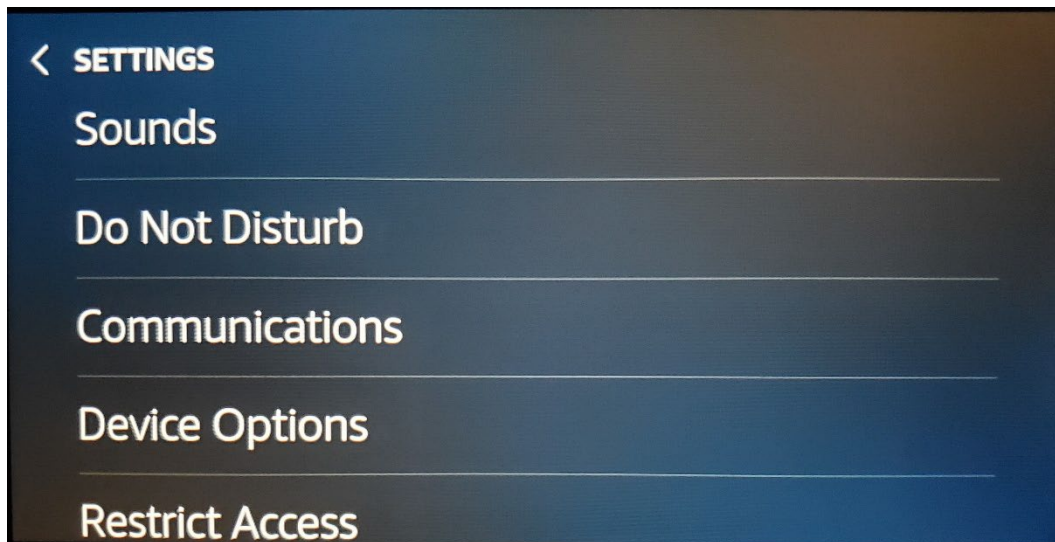 SETTINGS
Sounds
Do Not Disturb
Communications
Device Options
Restrict Access